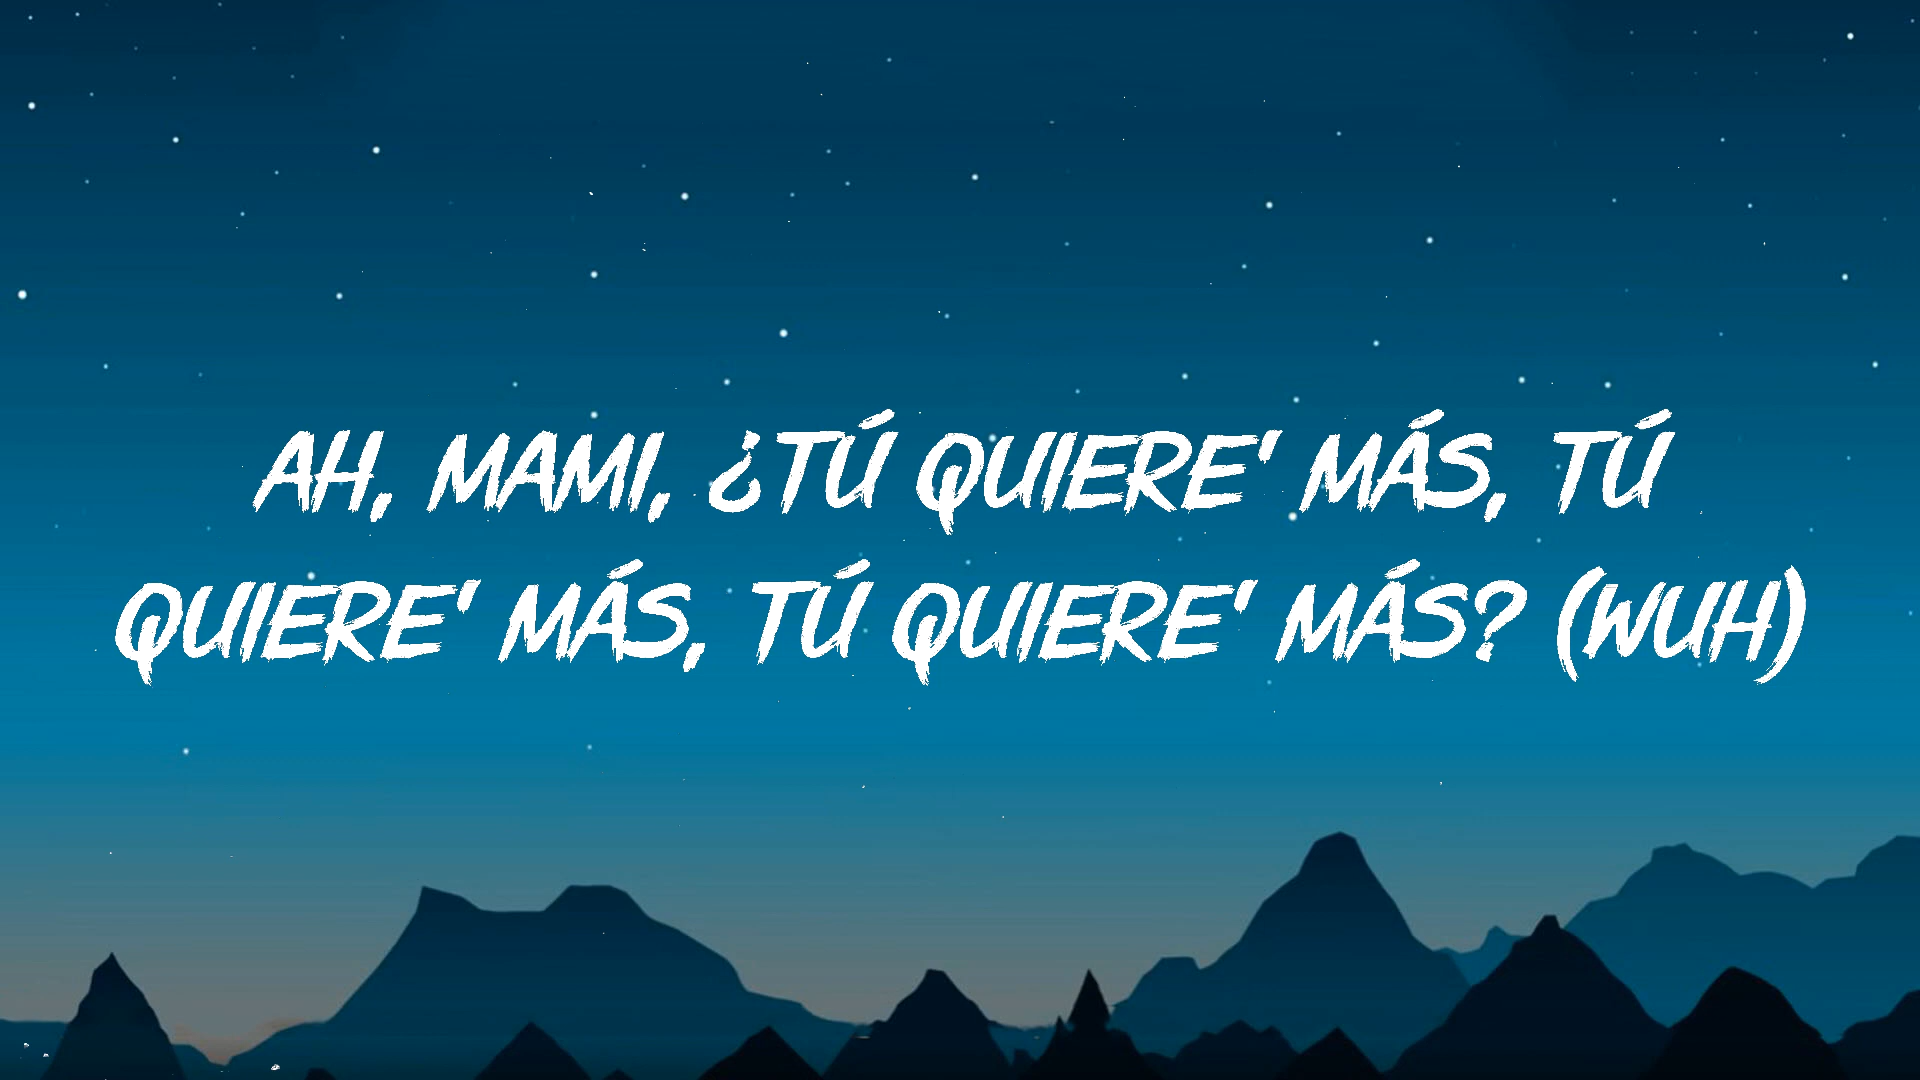 AH, MAMI, ¿TÚ QUIERE' MÁS, TÚ
QUIERE' MÁS, TÚ QUIERE' MÁS? (WUH)